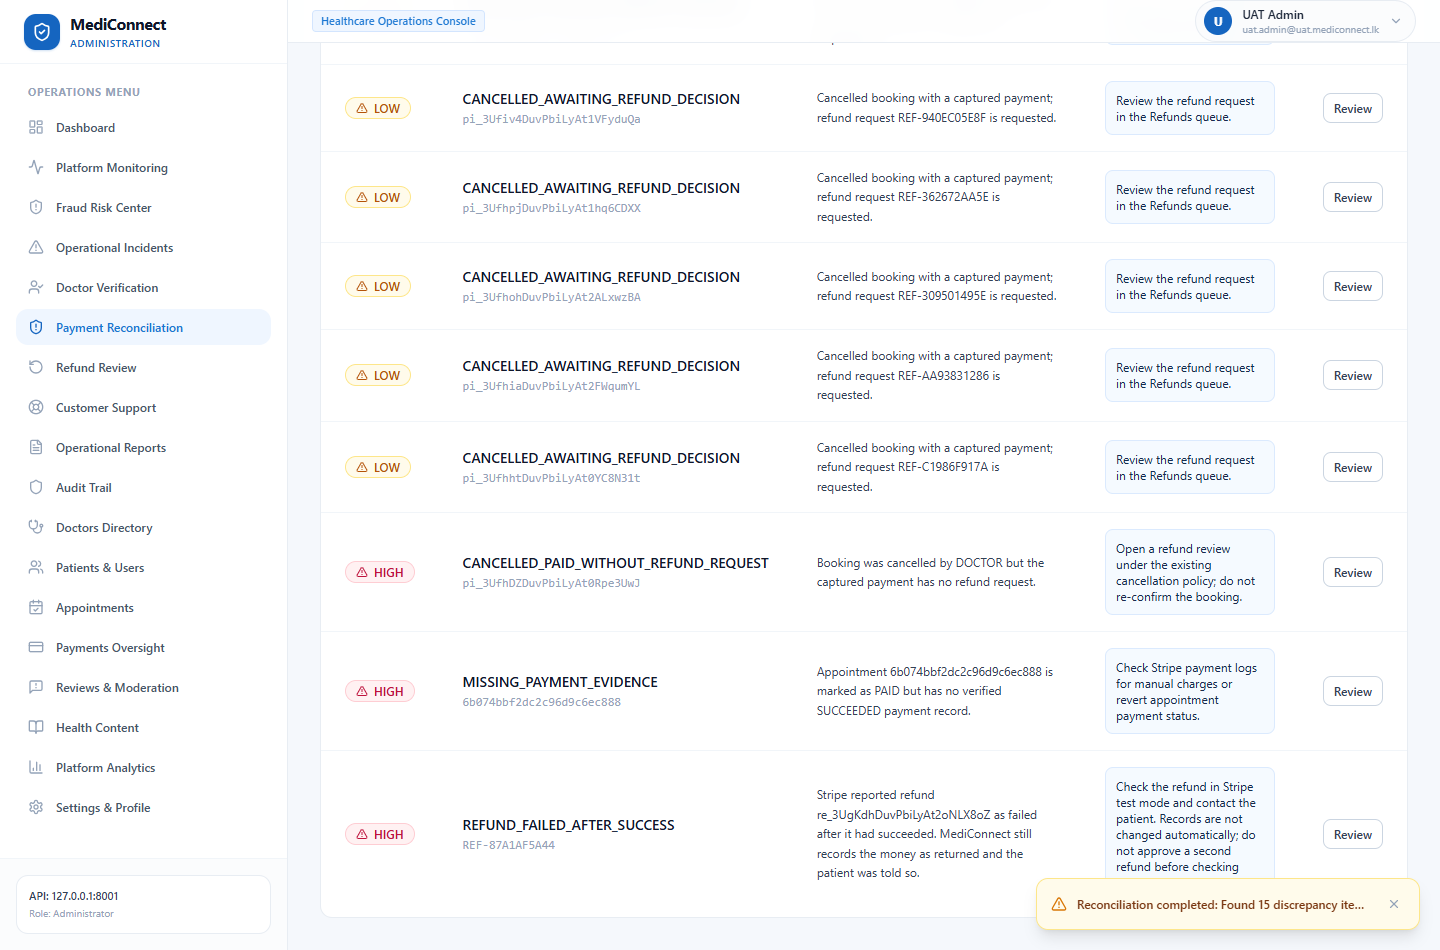 MediConnect
ADMINISTRATION
OPERATIONS MENU
Dashboard
Platform Monitoring
Fraud Risk Center
Operational Incidents
Doctor Verification
Payment Reconciliation
Refund Review
Customer Support
Operational Reports
Audit Trail
Doctors Directory
Patients & Users
Appointments
Payments Oversight
Reviews & Moderation
Health Content
Platform Analytics
Settings & Profile
API: 127.0.0.1:8001
Role: Administrator
Healthcare Operations Console
U
UAT Admin
uat.admin@uat.mediconnect.lk
LOW
CANCELLED_AWAITING_REFUND_DECISION
pi_3Ufiv4DuvPbiLyAt1VFyduQa
Cancelled booking with a captured payment;
refund request REF-940EC05E8F is requested.
Review the refund request
in the Refunds queue.
Review
LOW
CANCELLED_AWAITING_REFUND_DECISION
pi_3UfhpjDuvPbiLyAt1hq6CDXX
Cancelled booking with a captured payment;
refund request REF-362672AA5E is
requested.
Review the refund request
in the Refunds queue.
Review
LOW
CANCELLED_AWAITING_REFUND_DECISION
pi_3UfhohDuvPbiLyAt2ALxwzBA
Cancelled booking with a captured payment;
refund request REF-309501495E is requested.
Review the refund request
in the Refunds queue.
Review
LOW
CANCELLED_AWAITING_REFUND_DECISION
pi_3UfhiaDuvPbiLyAt2FWqumYL
Cancelled booking with a captured payment;
refund request REF-AA93831286 is
requested.
Review the refund request
in the Refunds queue.
Review
LOW
CANCELLED_AWAITING_REFUND_DECISION
pi_3UfhhtDuvPbiLyAt0YC8N31t
Cancelled booking with a captured payment;
refund request REF-C1986F917A is
requested.
Review the refund request
in the Refunds queue.
Review
HIGH
CANCELLED_PAID_WITHOUT_REFUND_REQUEST
pi_3UfhDZDuvPbiLyAt0Rpe3UwJ
Booking was cancelled by DOCTOR but the
captured payment has no refund request.
Open a refund review
under the existing
cancellation policy; do not
re-confirm the booking.
Review
HIGH
MISSING_PAYMENT_EVIDENCE
6b074bbf2dc2c96d9c6ec888
Appointment 6b074bbf2dc2c96d9c6ec888 is
marked as PAID but has no verified
SUCCEEDED payment record.
Check Stripe payment logs
for manual charges or
revert appointment
payment status.
Review
HIGH
REFUND_FAILED_AFTER_SUCCESS
REF-87A1AF5A44
Stripe reported refund
re_3UgKdhDuvPbiLyAt2oNLX8oZ as failed
after it had succeeded. MediConnect still
records the money as returned and the
patient was told so.
Check the refund in Stripe
test mode and contact the
patient. Records are not
changed automatically; do
not approve a second
refund before checking
Review
Reconciliation completed: Found 15 discrepancy ite...